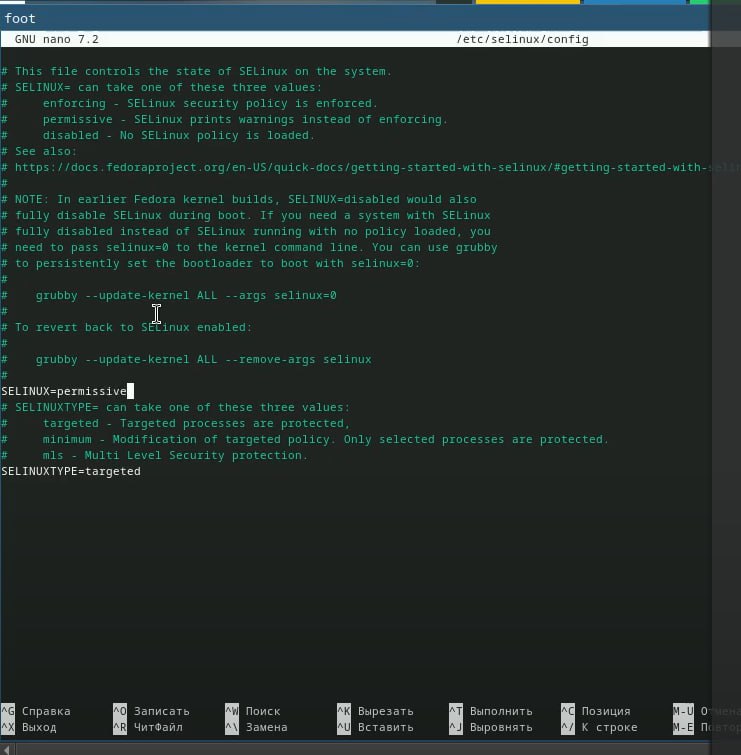 foot
GNU nano 7.2 /etc/selinux/config
# This file controls the state of SELinux on the system.
# SELINUX= can take one of these three values:
#     enforcing - SELinux security policy is enforced.
#     permissive - SELinux prints warnings instead of enforcing.
#     disabled - No SELinux policy is loaded.
# See also:
# https://docs.fedoraproject.org/en-US/quick-docs/getting-started-with-selinux/#getting-started-with-selin
#
# NOTE: In earlier Fedora kernel builds, SELINUX=disabled would also
# fully disable SELinux during boot. If you need a system with SELinux
# fully disabled instead of SELinux running with no policy loaded, you
# need to pass selinux=0 to the kernel command line. You can use grubby
# to persistently set the bootloader to boot with selinux=0:
#
#    grubby --update-kernel ALL --args selinux=0
#
# To revert back to SELinux enabled:
#
#    grubby --update-kernel ALL --remove-args selinux
#
SELINUX=permissive
# SELINUXTYPE= can take one of these three values:
#     targeted - Targeted processes are protected,
#     minimum - Modification of targeted policy. Only selected processes are protected.
#     mls - Multi Level Security protection.
SELINUXTYPE=targeted
^G Справка ^O Записать ^W Поиск ^K Вырезать ^T Выполнить ^C Позиция M-U Отмена
^X Выход ^R ЧитФайл ^\ Замена ^U Вставить ^J Выровнять ^/ К строке M-E Повтор